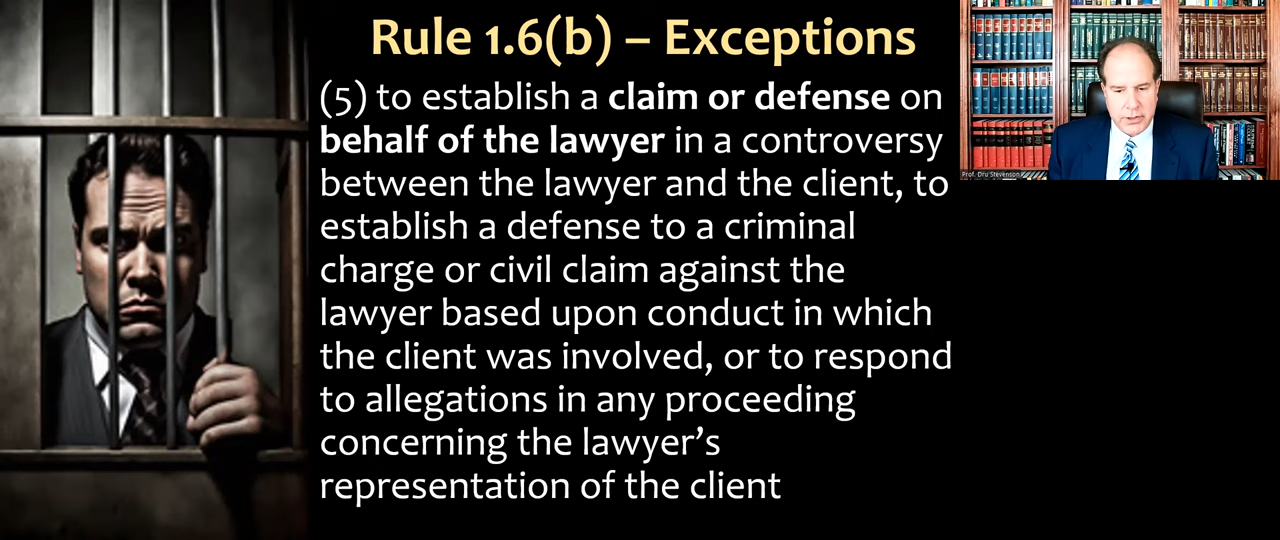 Rule 1.6(b) – Exceptions
(5) to establish a claim or defense on
behalf of the lawyer in a controversy
between the lawyer and the client, to
establish a defense to a criminal
charge or civil claim against the
lawyer based upon conduct in which
the client was involved, or to respond
to allegations in any proceeding
concerning the lawyer’s
representation of the client
Prof. Dru Stevenson